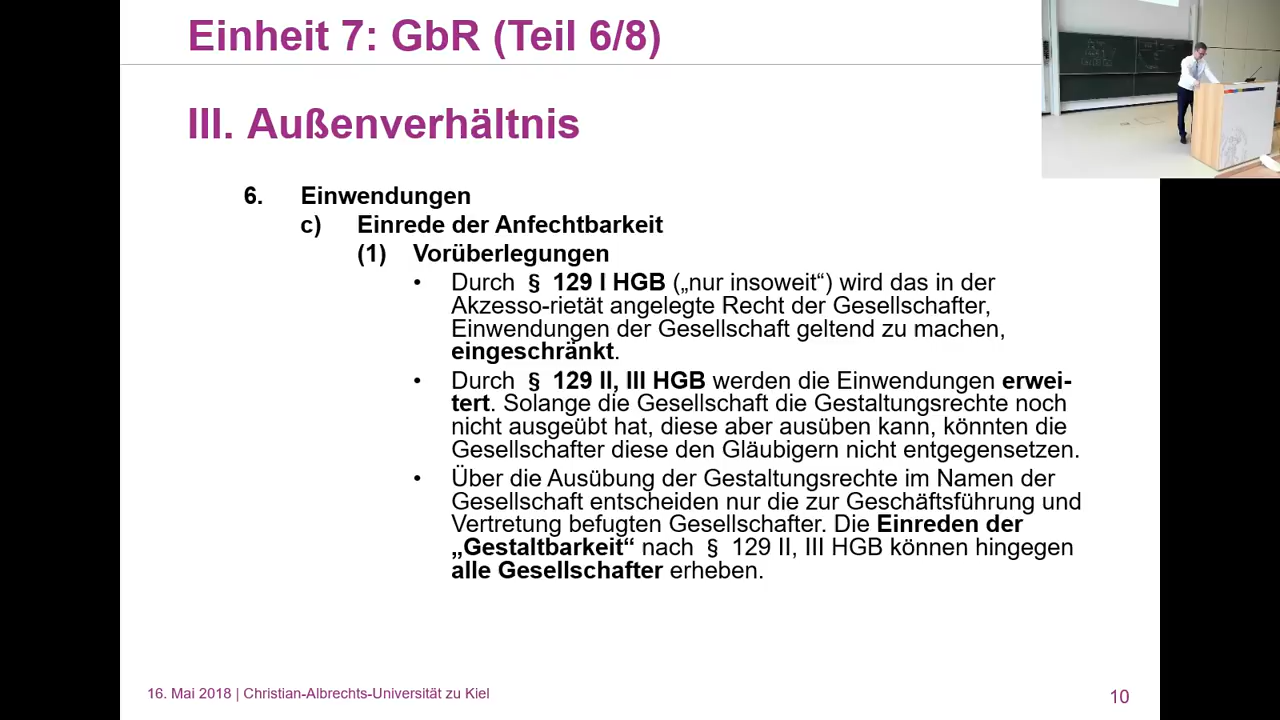 Einheit 7: GbR (Teil 6/8)
III. Außenverhältnis
6. Einwendungen
c) Einrede der Anfechtbarkeit
(1) Vorüberlegungen
• Durch § 129 I HGB („nur insoweit“) wird das in der
Akzesso-rietät angelegte Recht der Gesellschafter,
Einwendungen der Gesellschaft geltend zu machen,
eingeschränkt.
• Durch § 129 II, III HGB werden die Einwendungen erwei-
tert. Solange die Gesellschaft die Gestaltungsrechte noch
nicht ausgeübt hat, diese aber ausüben kann, könnten die
Gesellschafter diese den Gläubigern nicht entgegensetzen.
• Über die Ausübung der Gestaltungsrechte im Namen der
Gesellschaft entscheiden nur die zur Geschäftsführung und
Vertretung befugten Gesellschafter. Die Einreden der
„Gestaltbarkeit“ nach § 129 II, III HGB können hingegen
alle Gesellschafter erheben.
16. Mai 2018 | Christian-Albrechts-Universität zu Kiel
10